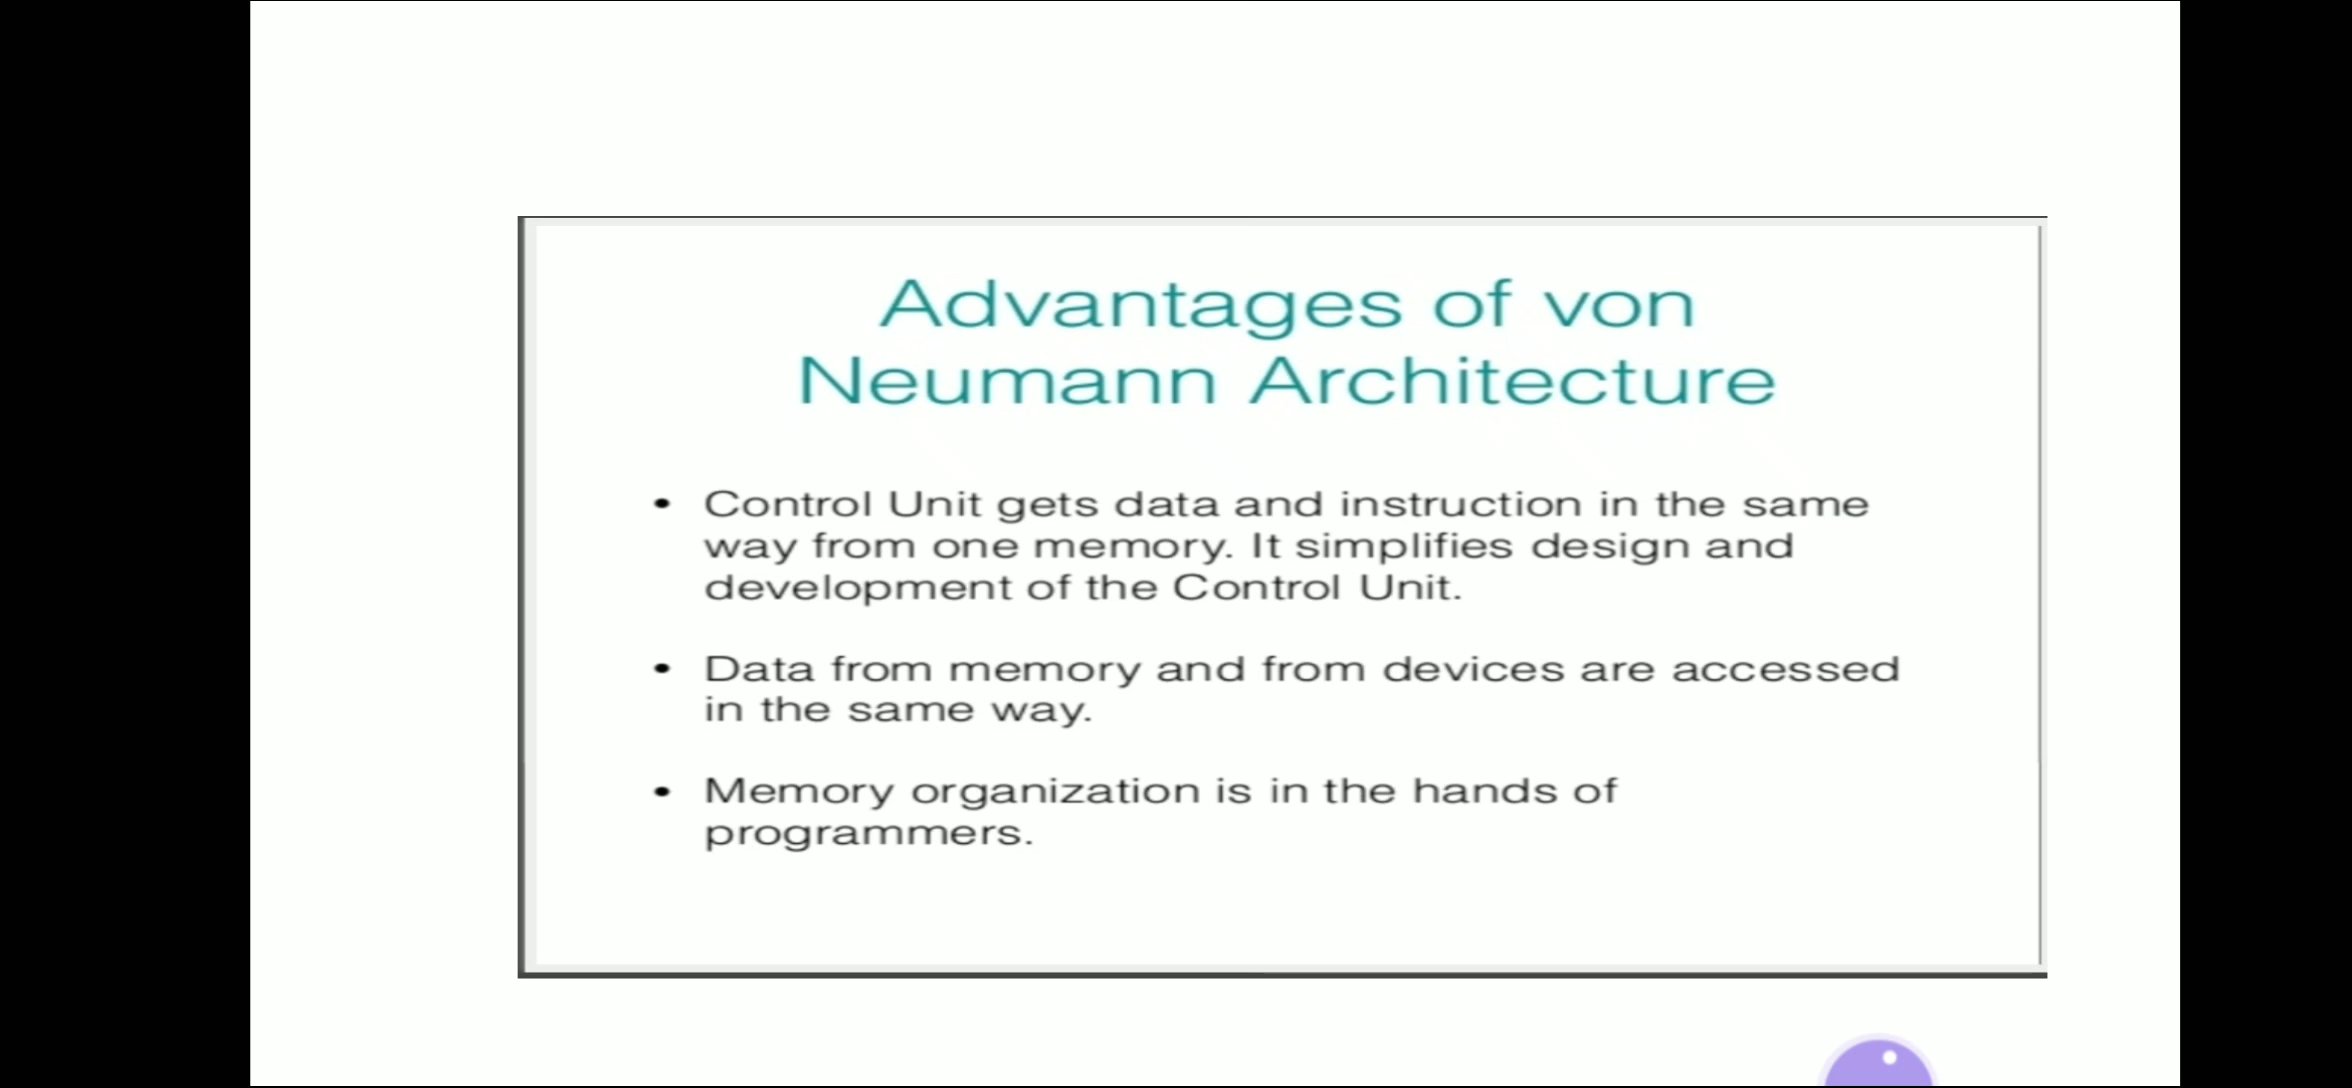 Advantages of von
Neumann Architecture
• Control Unit gets data and instruction in the same
way from one memory. It simplifies design and
development of the Control Unit.
• Data from memory and from devices are accessed
in the same way.
• Memory organization is in the hands of
programmers.